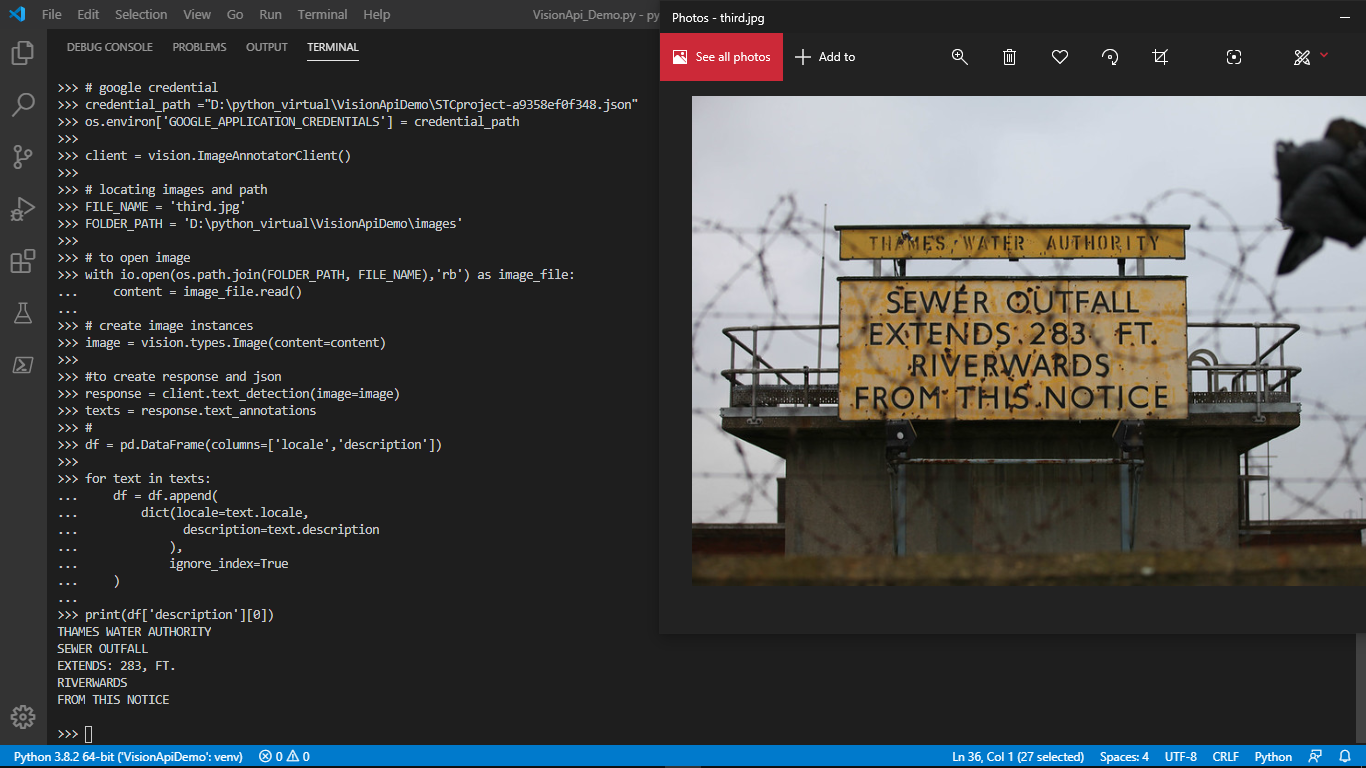 File Edit Selection View Go Run Terminal Help
VisionApi_Demo.py - py
DEBUG CONSOLE PROBLEMS OUTPUT TERMINAL
>>> # google credential
>>> credential_path ="D:\python_virtual\VisionApiDemo\STCproject-a9358ef0f348.json"
>>> os.environ['GOOGLE_APPLICATION_CREDENTIALS'] = credential_path
>>>
>>> client = vision.ImageAnnotatorClient()
>>>
>>> # locating images and path
>>> FILE_NAME = 'third.jpg'
>>> FOLDER_PATH = 'D:\python_virtual\VisionApiDemo\images'
>>>
>>> # to open image
>>> with io.open(os.path.join(FOLDER_PATH, FILE_NAME),'rb') as image_file:
...     content = image_file.read()
...
>>> # create image instances
>>> image = vision.types.Image(content=content)
>>>
>>> #to create response and json
>>> response = client.text_detection(image=image)
>>> texts = response.text_annotations
>>> #
>>> df = pd.DataFrame(columns=['locale','description'])
>>>
>>> for text in texts:
...     df = df.append(
...         dict(locale=text.locale,
...               description=text.description
...             ),
...             ignore_index=True
...     )
...
>>> print(df['description'][0])
THAMES WATER AUTHORITY
SEWER OUTFALL
EXTENDS: 283, FT.
RIVERWARDS
FROM THIS NOTICE
>>>
Photos - third.jpg
See all photos
Add to
THAMES WATER AUTHORITY
SEWER OUTFALL
EXTENDS 283 FT.
RIVERWARDS
FROM THIS NOTICE
Python 3.8.2 64-bit ('VisionApiDemo': venv) 0 0
Ln 36, Col 1 (27 selected) Spaces: 4 UTF-8 CRLF Python